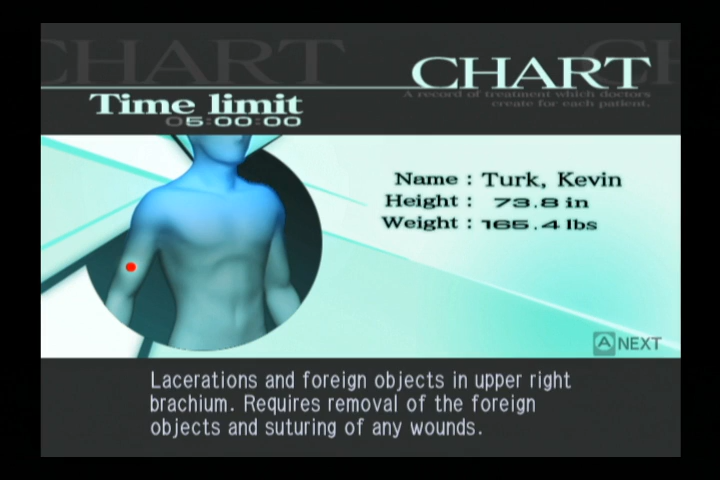 CHART
CHART
A record of treatment which doctors
create for each patient.
Time limit
05:00:00
Name : Turk, Kevin
Height : 73.8 in
Weight : 165.4 lbs
A NEXT
Lacerations and foreign objects in upper right
brachium. Requires removal of the foreign
objects and suturing of any wounds.